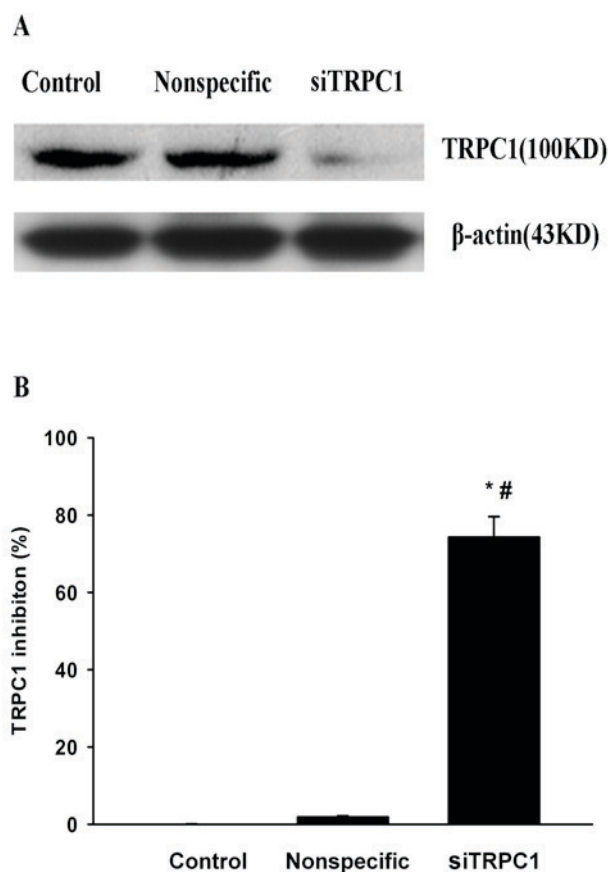 A
Control Nonspecific siTRPC1
TRPC1(100KD)
β-actin(43KD)
B
100
80
60
40
20
0
TRPC1 inhibiton (%)
* #
Control Nonspecific siTRPC1